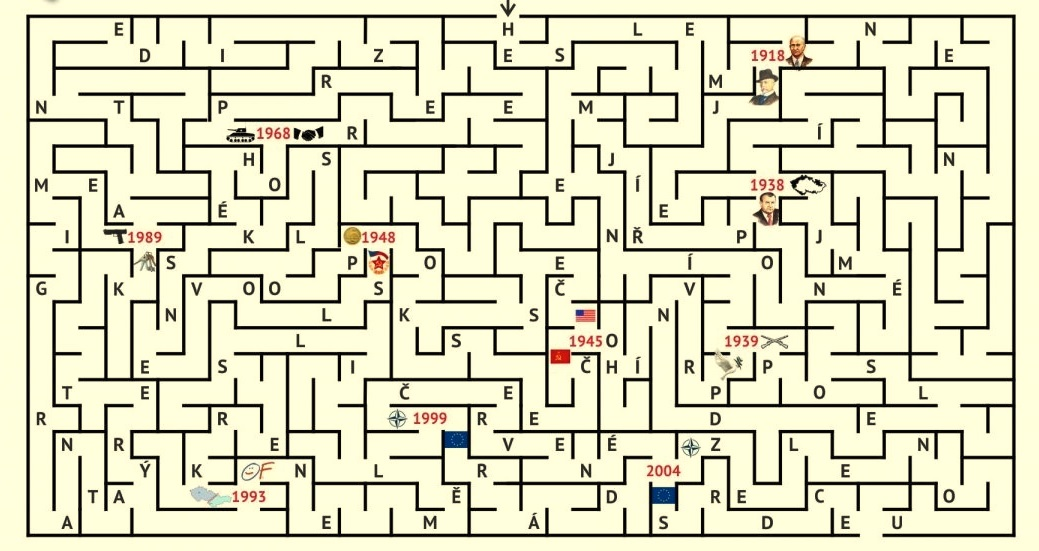 E H L E N
D I Z E S 1918 E
R M
N T P E E M J
1968 R Í
H S J N
M E O E Í 1938
A É E
I 1989 K L 1948 N Ř P J
S P O E Í O M
G K V O O S Č V N É
N L K S N
L S 1945 O 1939
E S I Č H Í R P S
T E Č E P O L
R R 1999 R E D E
N R E V E É Z L N
Ý K OF N L R N 2004 E
T A 1993 Ě D R E C O
A E M Á S D E U